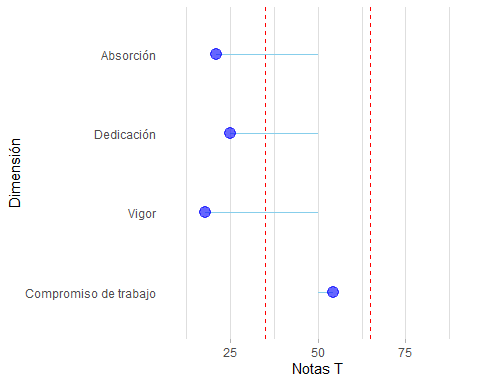 Absorción
Dedicación
Vigor
Compromiso de trabajo
Dimensión
25 50 75
Notas T